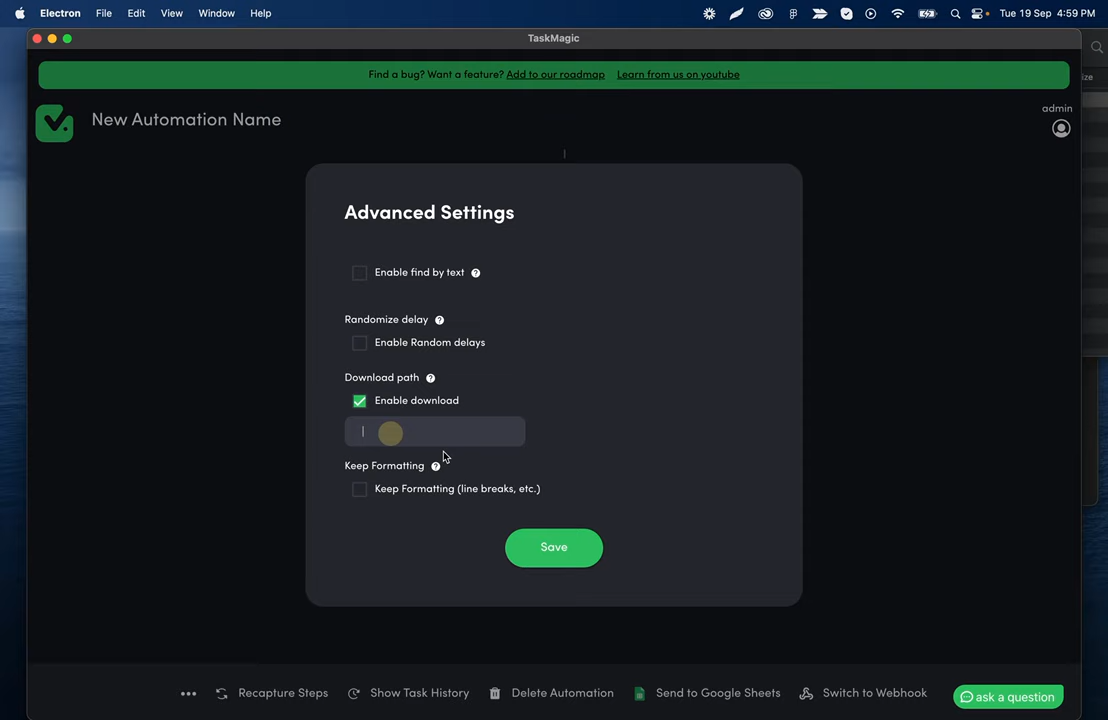 Electron File Edit View Window Help Tue 19 Sep 4:59 PM
TaskMagic
Find a bug? Want a feature? Add to our roadmap Learn from us on youtube
New Automation Name
admin
Advanced Settings
Enable find by text ?
Randomize delay ?
Enable Random delays
Download path ?
Enable download
Keep Formatting ?
Keep Formatting (line breaks, etc.)
Save
Recapture Steps Show Task History Delete Automation Send to Google Sheets Switch to Webhook ask a question